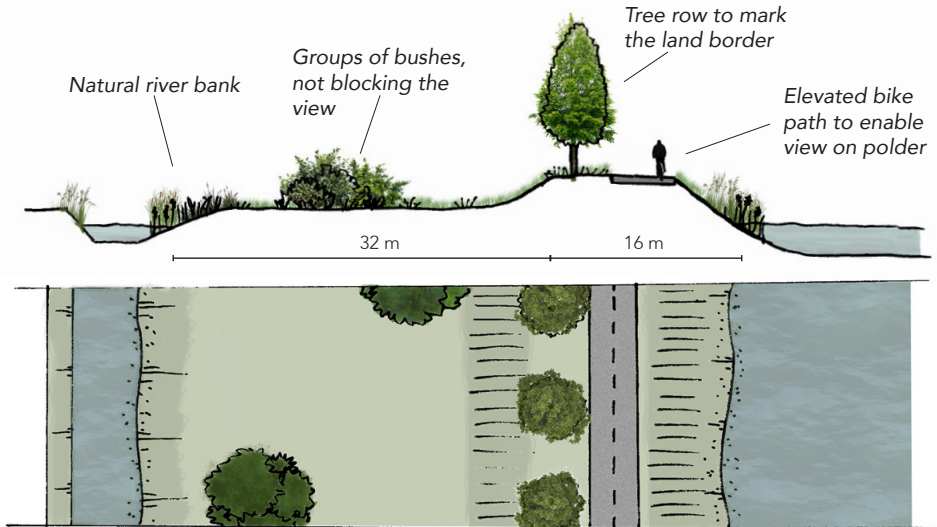 Tree row to mark
the land border
Groups of bushes,
not blocking the
view
Natural river bank
Elevated bike
path to enable
view on polder
32 m
16 m